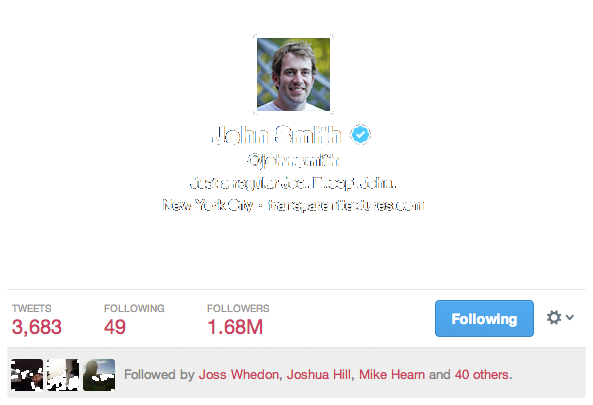 John Smith
@johnsmith
Just a regular Joe. Except John.
New York City · transparenttextures.com
TWEETS FOLLOWING FOLLOWERS
3,683 49 1.68M Following
Followed by Joss Whedon, Joshua Hill, Mike Hearn and 40 others.